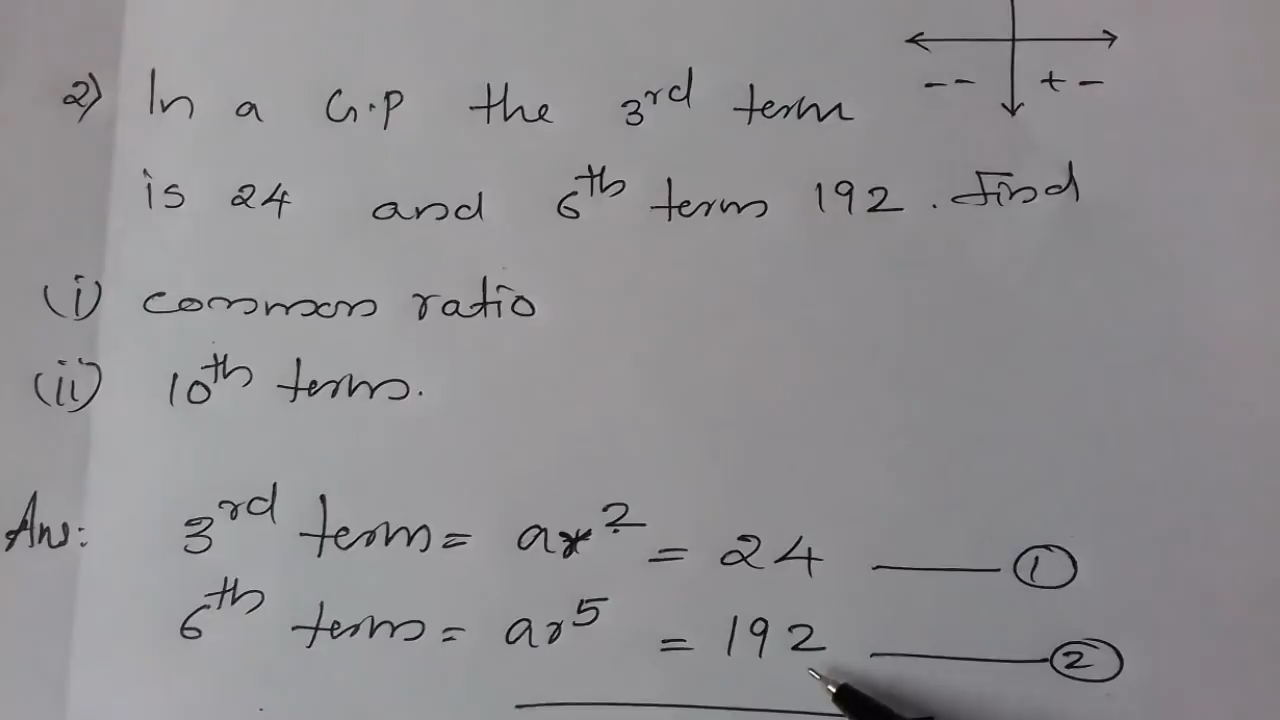 -- + -
2) In a G.P the 3rd term
is 24 and 6th term 192. find
(i) common ratio
(ii) 10th term.
Ans: 3rd term = ar² = 24 —— ①
6th term = ar⁵ = 192 —— ②